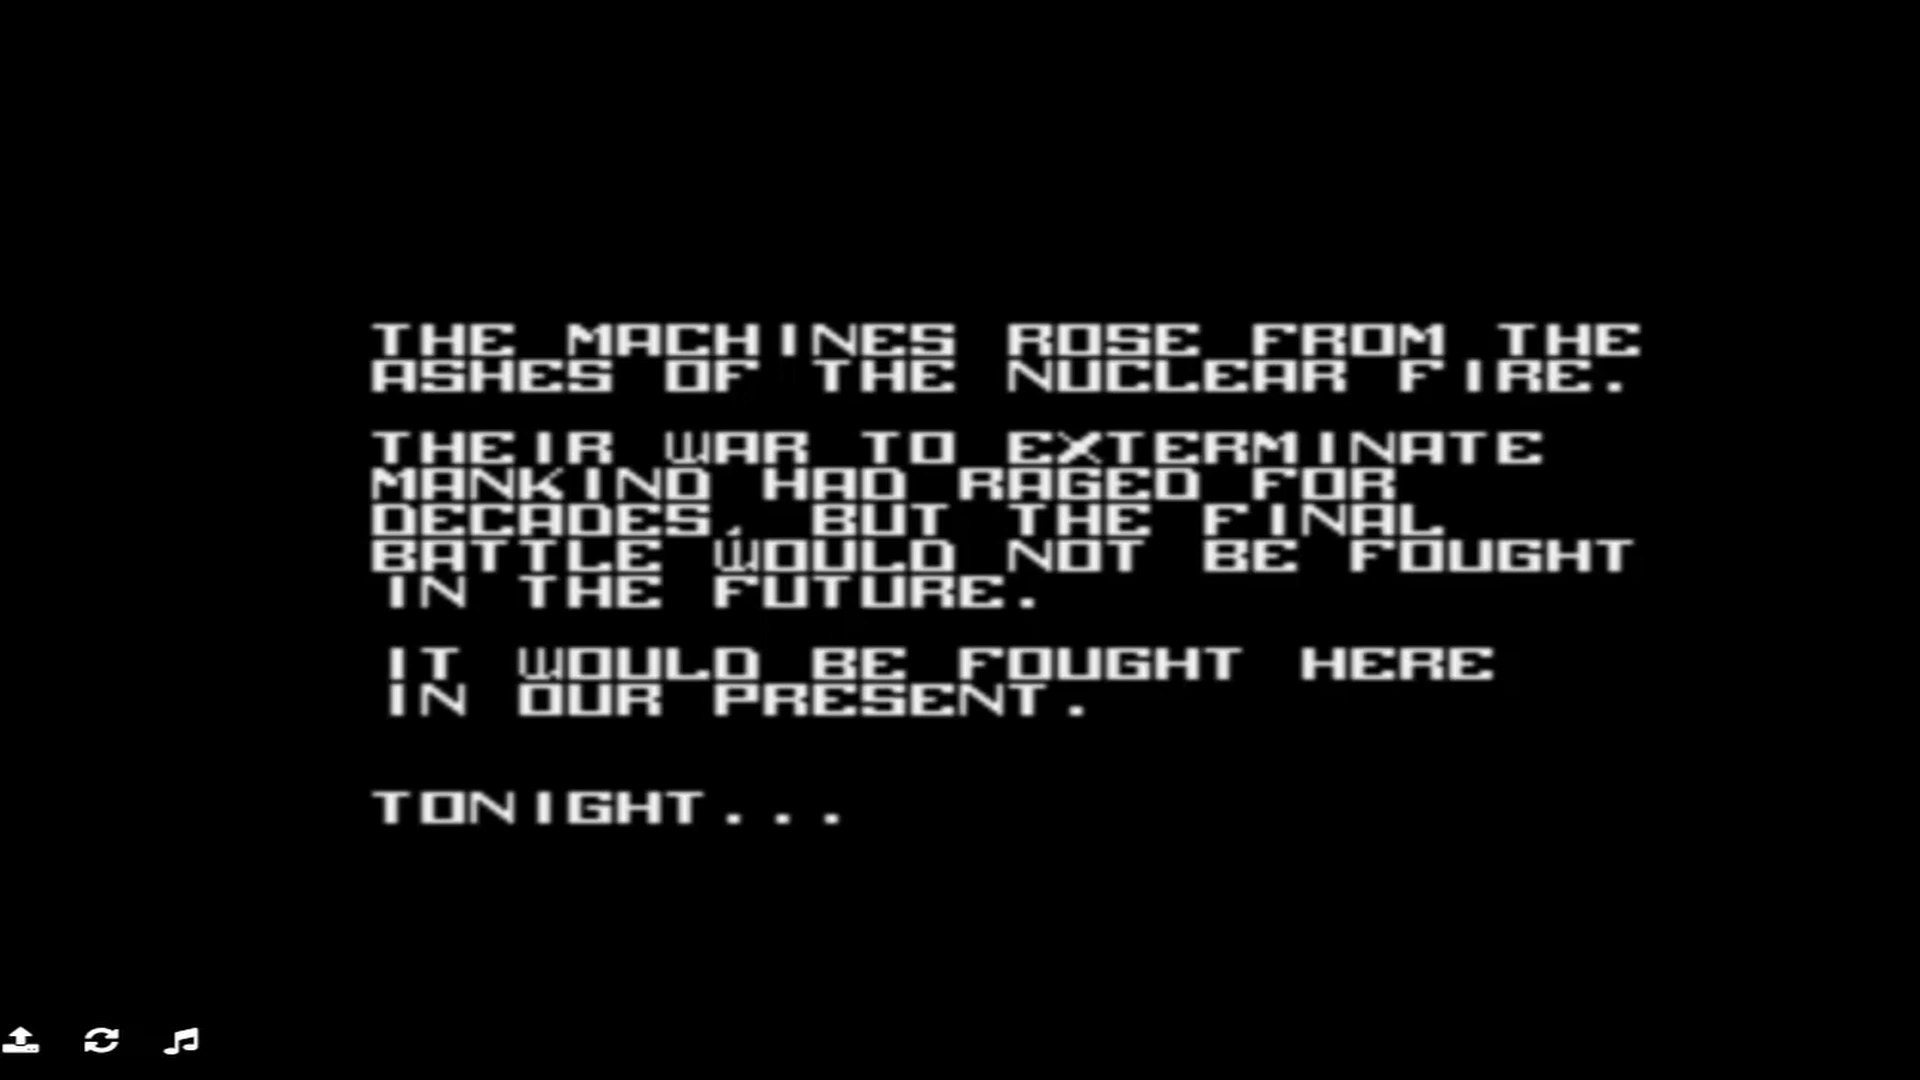 THE MACHINES ROSE FROM THE
ASHES OF THE NUCLEAR FIRE.
THEIR WAR TO EXTERMINATE
MANKIND HAD RAGED FOR
DECADES, BUT THE FINAL
BATTLE WOULD NOT BE FOUGHT
IN THE FUTURE.
IT WOULD BE FOUGHT HERE
IN OUR PRESENT.
TONIGHT...